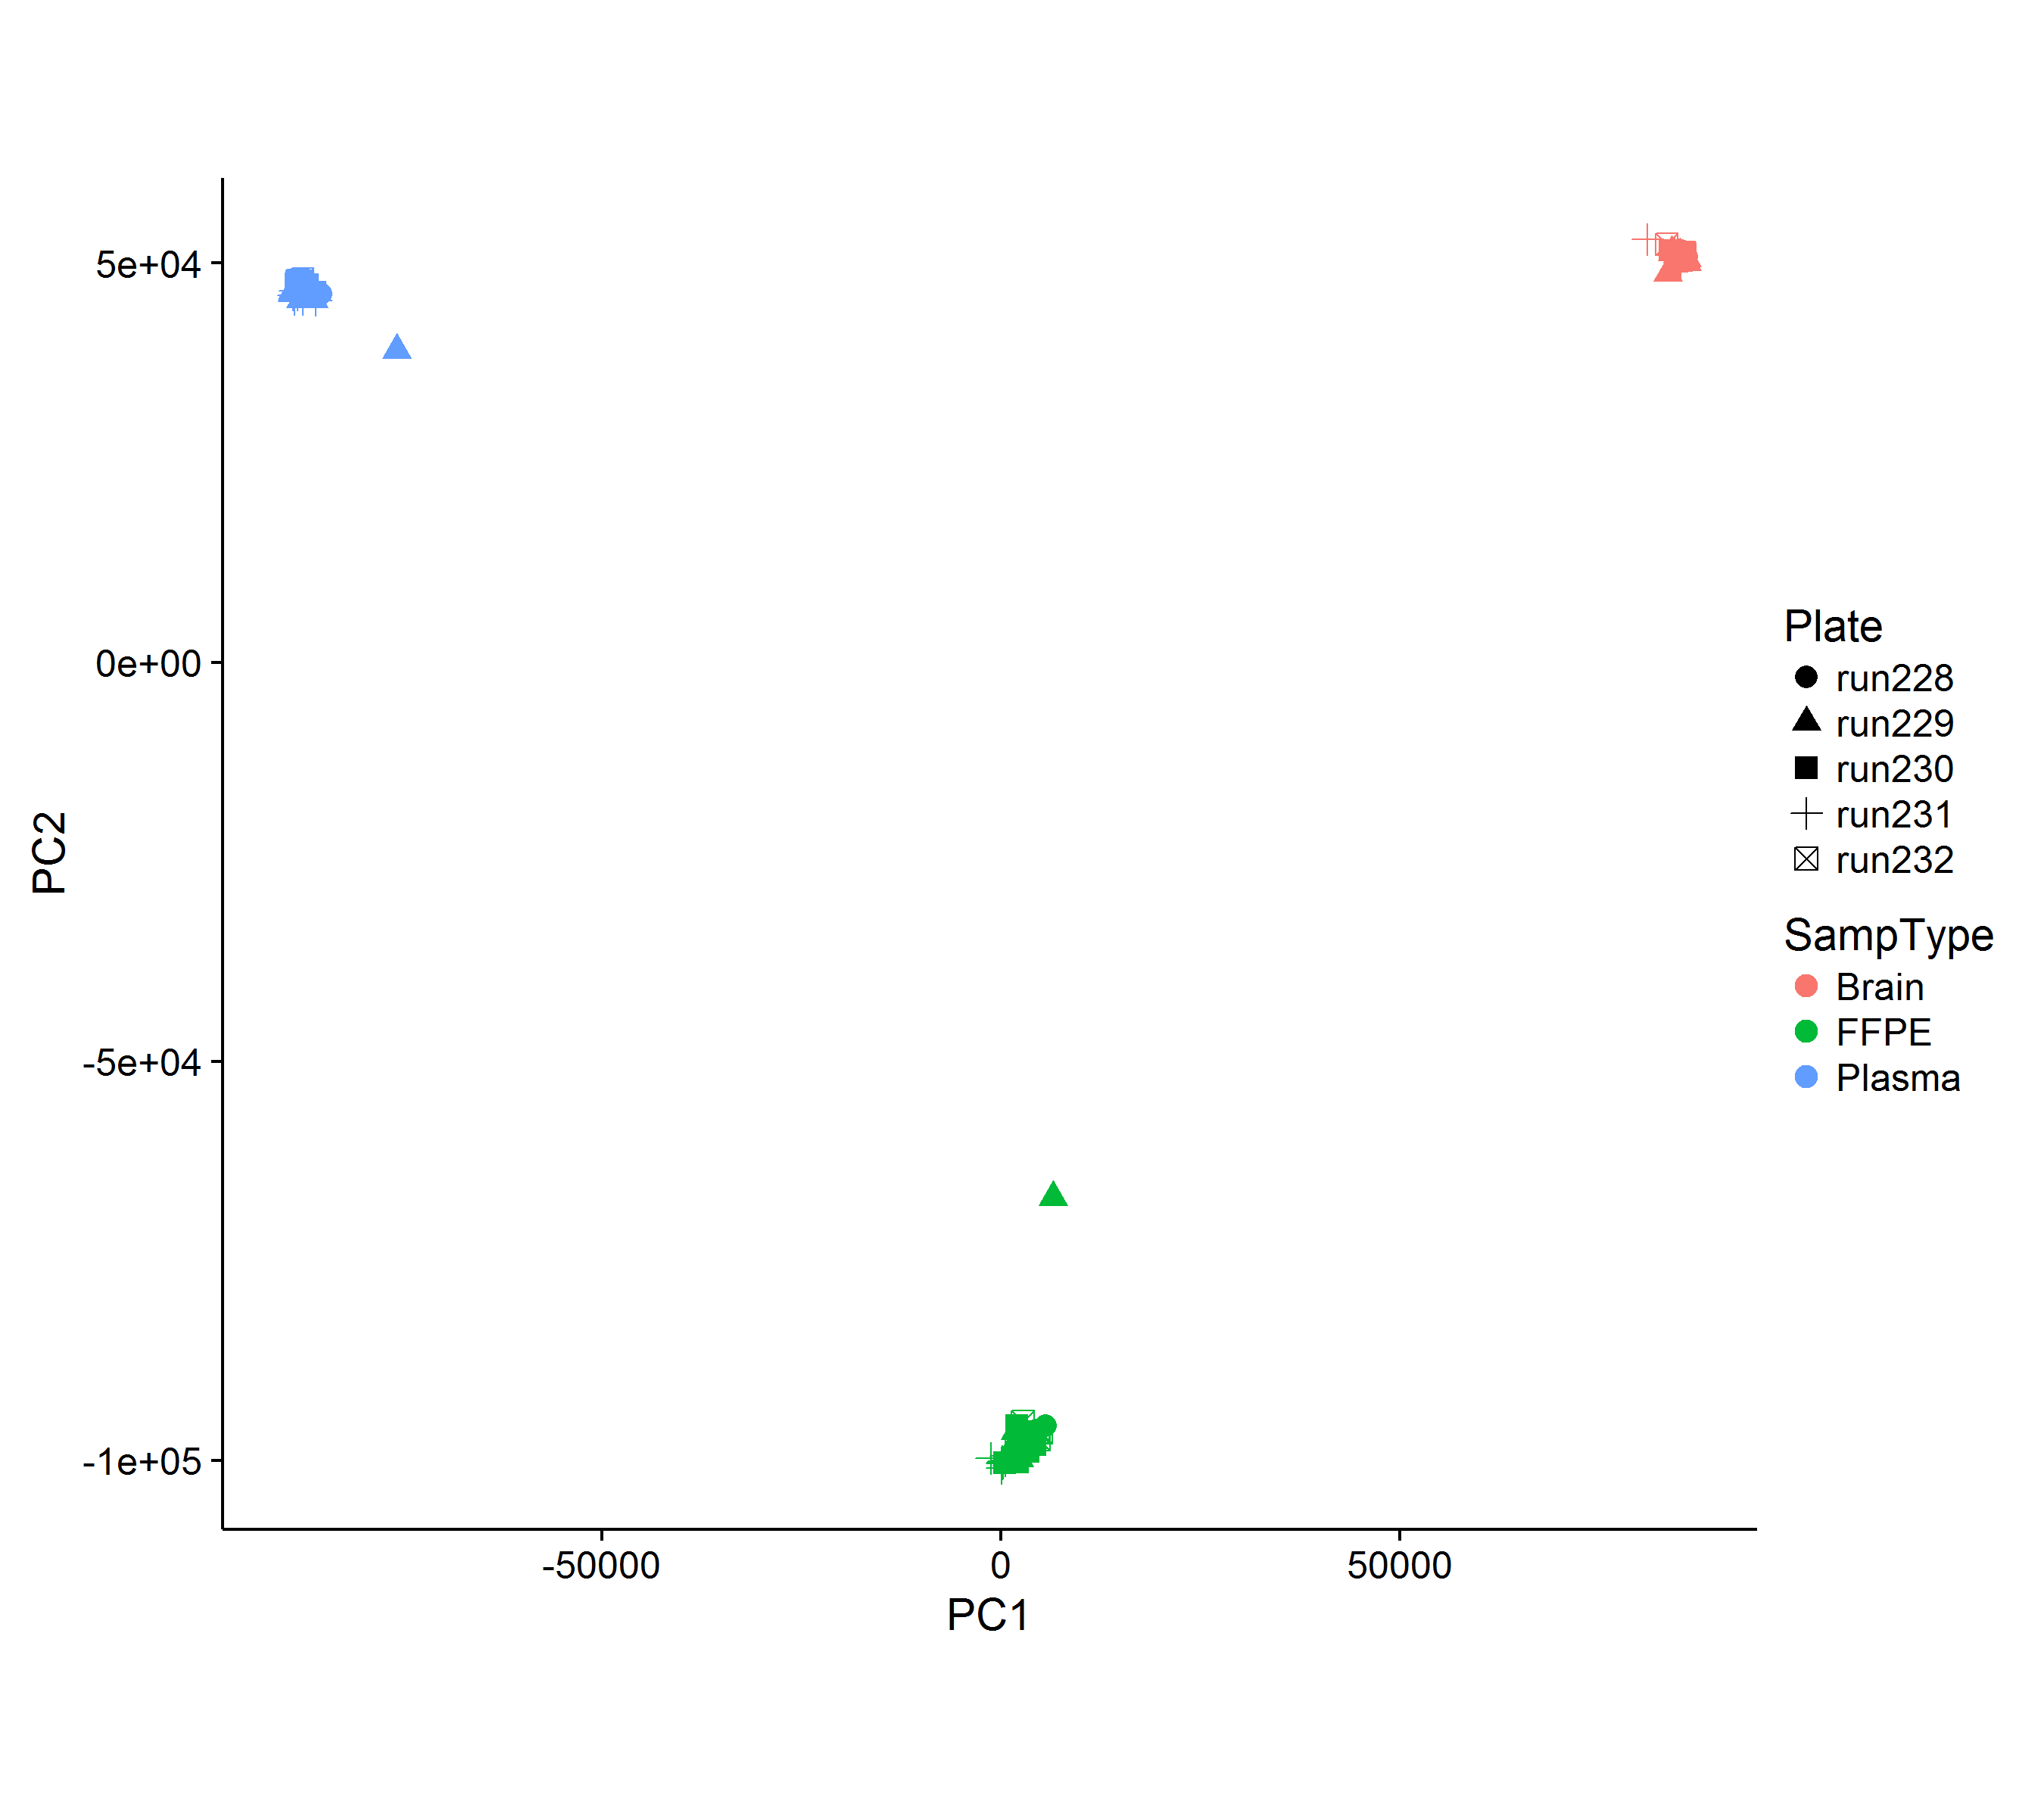 5e+04
0e+00
-5e+04
-1e+05
PC2
-50000
0
50000
PC1
Plate
run228
run229
run230
run231
run232
SampType
Brain
FFPE
Plasma